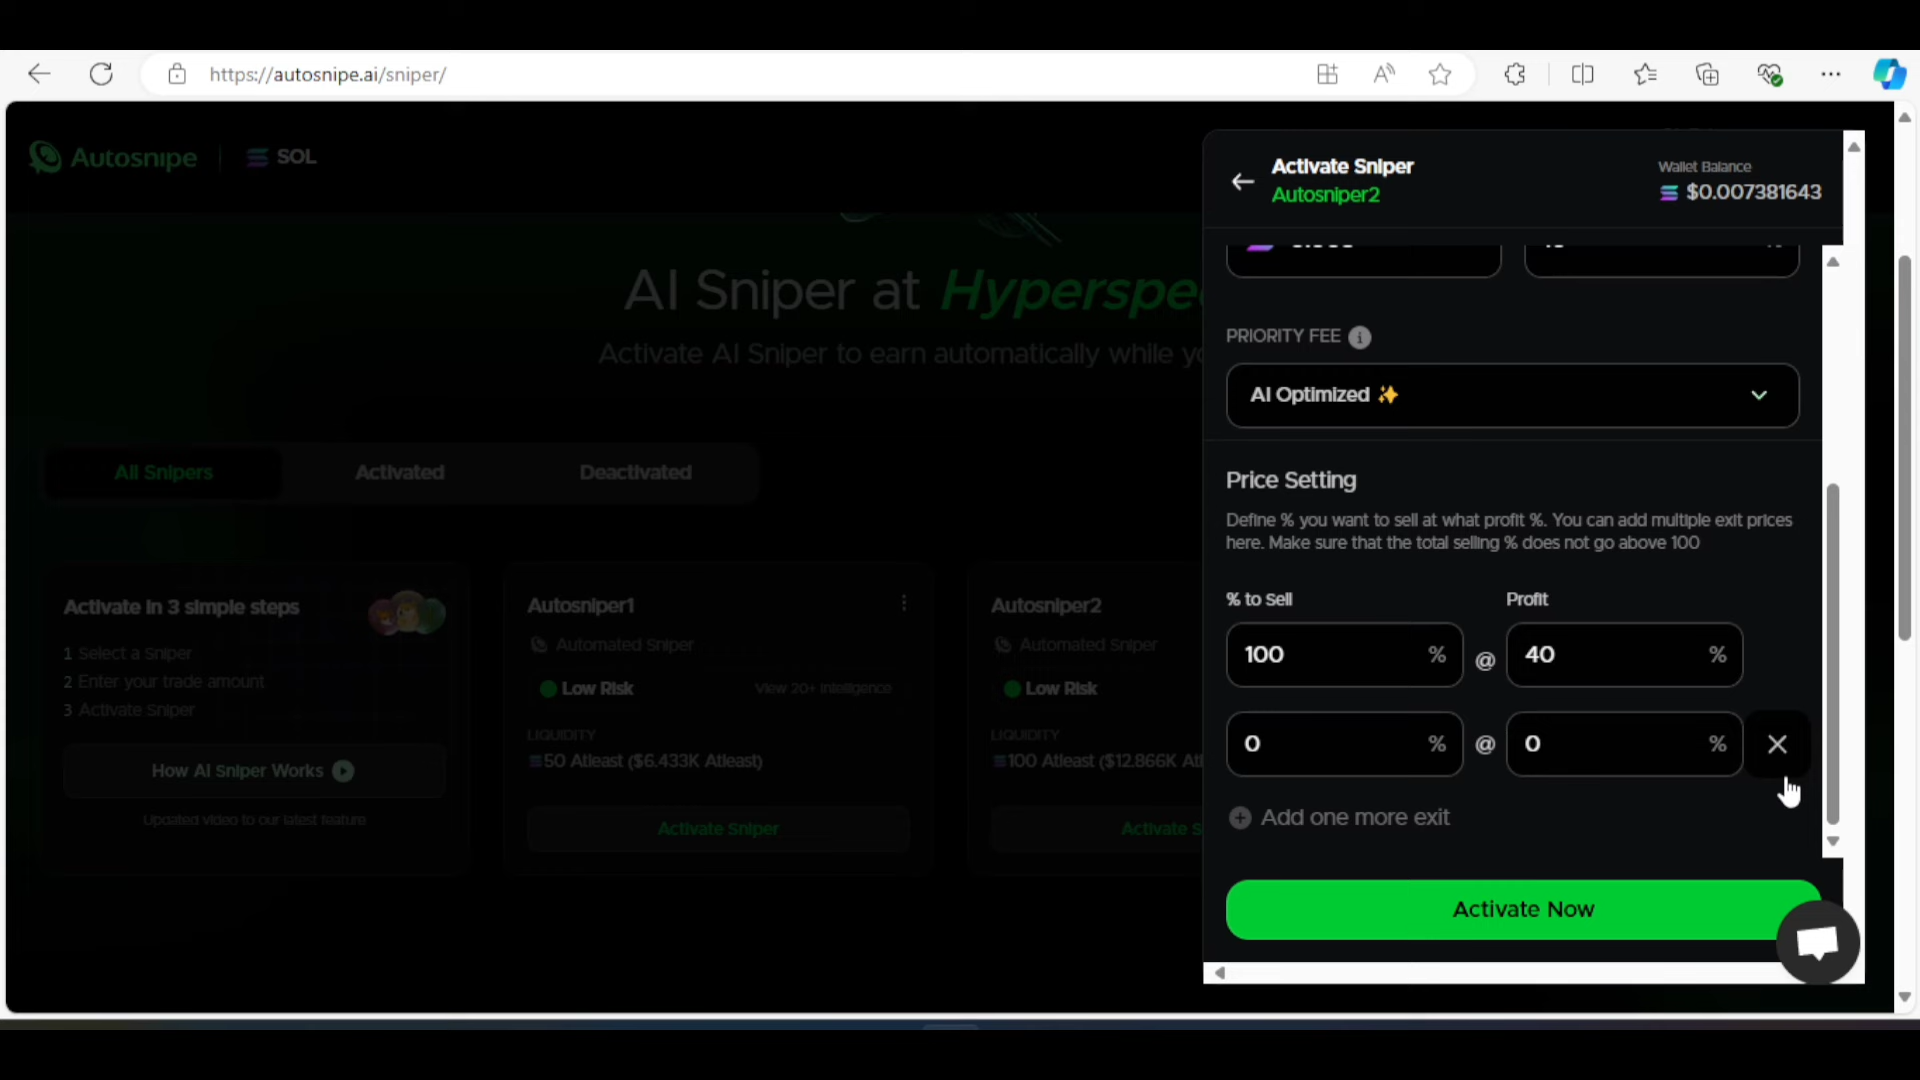 https://autosnipe.ai/sniper/
Autosnipe
SOL
AI Sniper at Hyperspe
Activate AI Sniper to earn automatically while
All Snipers
Activated
Deactivated
Activate in 3 simple steps
1 Select a Sniper
2 Enter your trade amount
3 Activate Sniper
How AI Sniper Works
Updated video to our latest feature
Autosniper1
Automated Sniper
Low Risk
View 20+ Intelligence
LIQUIDITY
50 Atleast ($6.433K Atleast)
Activate Sniper
Autosniper2
Automated Sniper
Low Risk
LIQUIDITY
100 Atleast ($12.866K Atl
Activate S
Activate Sniper
Autosniper2
Wallet Balance
$0.007381643
PRIORITY FEE
AI Optimized ✨
Price Setting
Define % you want to sell at what profit %. You can add multiple exit prices
here. Make sure that the total selling % does not go above 100
% to Sell
Profit
100 % @ 40 %
0 % @ 0 %
Add one more exit
Activate Now